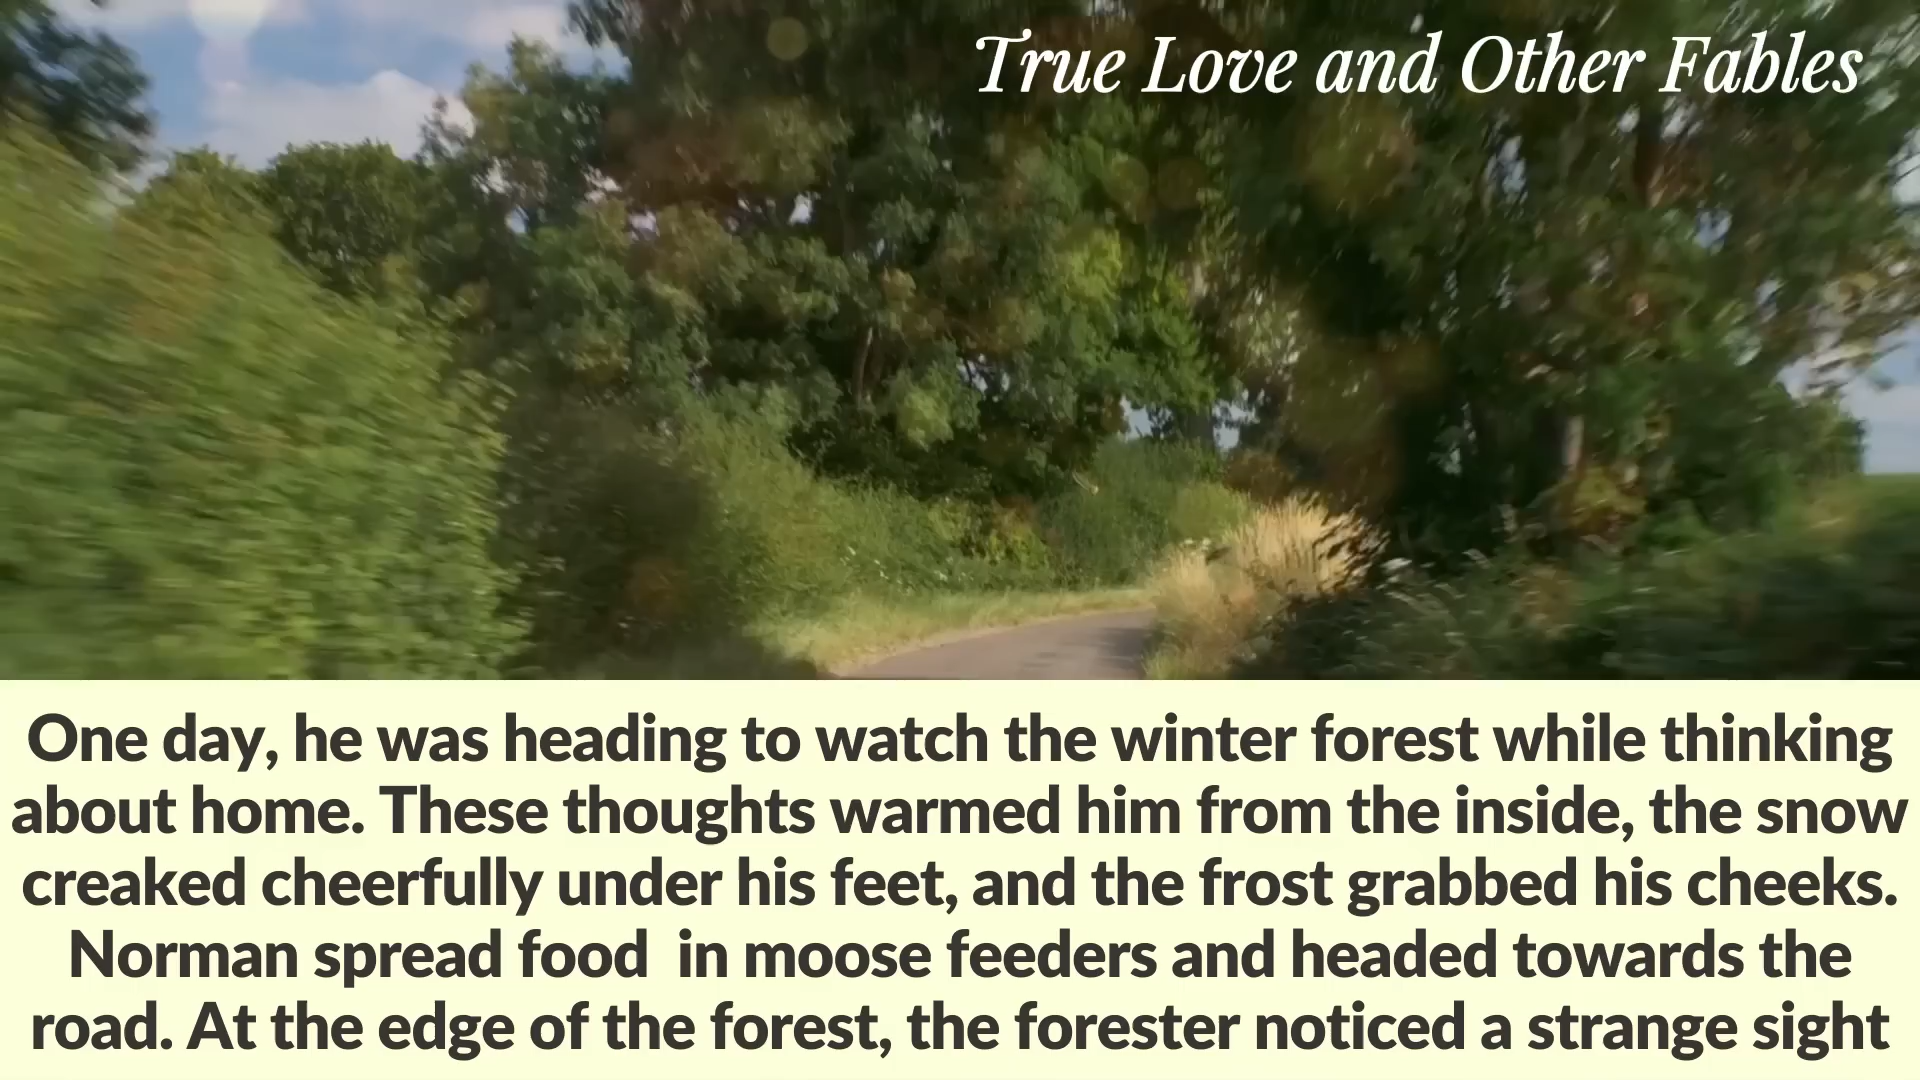 True Love and Other Fables
One day, he was heading to watch the winter forest while thinking
about home. These thoughts warmed him from the inside, the snow
creaked cheerfully under his feet, and the frost grabbed his cheeks.
Norman spread food  in moose feeders and headed towards the
road. At the edge of the forest, the forester noticed a strange sight